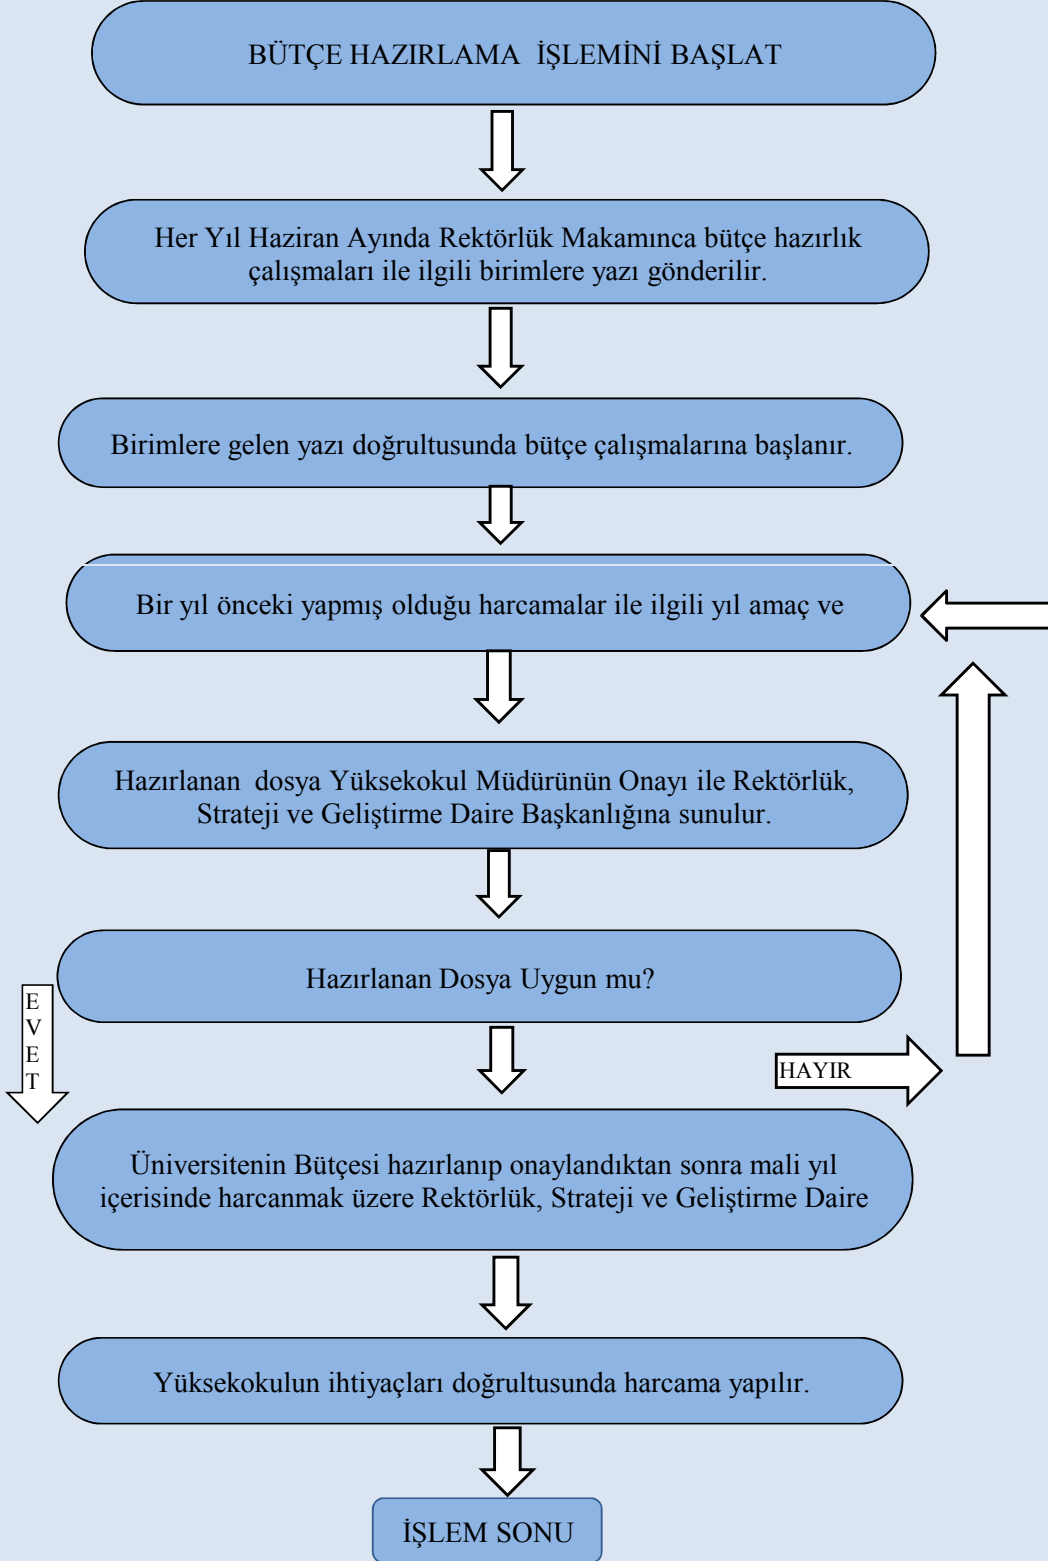 BÜTÇE HAZIRLAMA İŞLEMİNİ BAŞLAT
Her Yıl Haziran Ayında Rektörlük Makamınca bütçe hazırlık
çalışmaları ile ilgili birimlere yazı gönderilir.
Birimlere gelen yazı doğrultusunda bütçe çalışmalarına başlanır.
Bir yıl önceki yapmış olduğu harcamalar ile ilgili yıl amaç ve
Hazırlanan dosya Yüksekokul Müdürünün Onayı ile Rektörlük,
Strateji ve Geliştirme Daire Başkanlığına sunulur.
Hazırlanan Dosya Uygun mu?
EVET
HAYIR
Üniversitenin Bütçesi hazırlanıp onaylandıktan sonra mali yıl
içerisinde harcanmak üzere Rektörlük, Strateji ve Geliştirme Daire
Yüksekokulun ihtiyaçları doğrultusunda harcama yapılır.
İŞLEM SONU